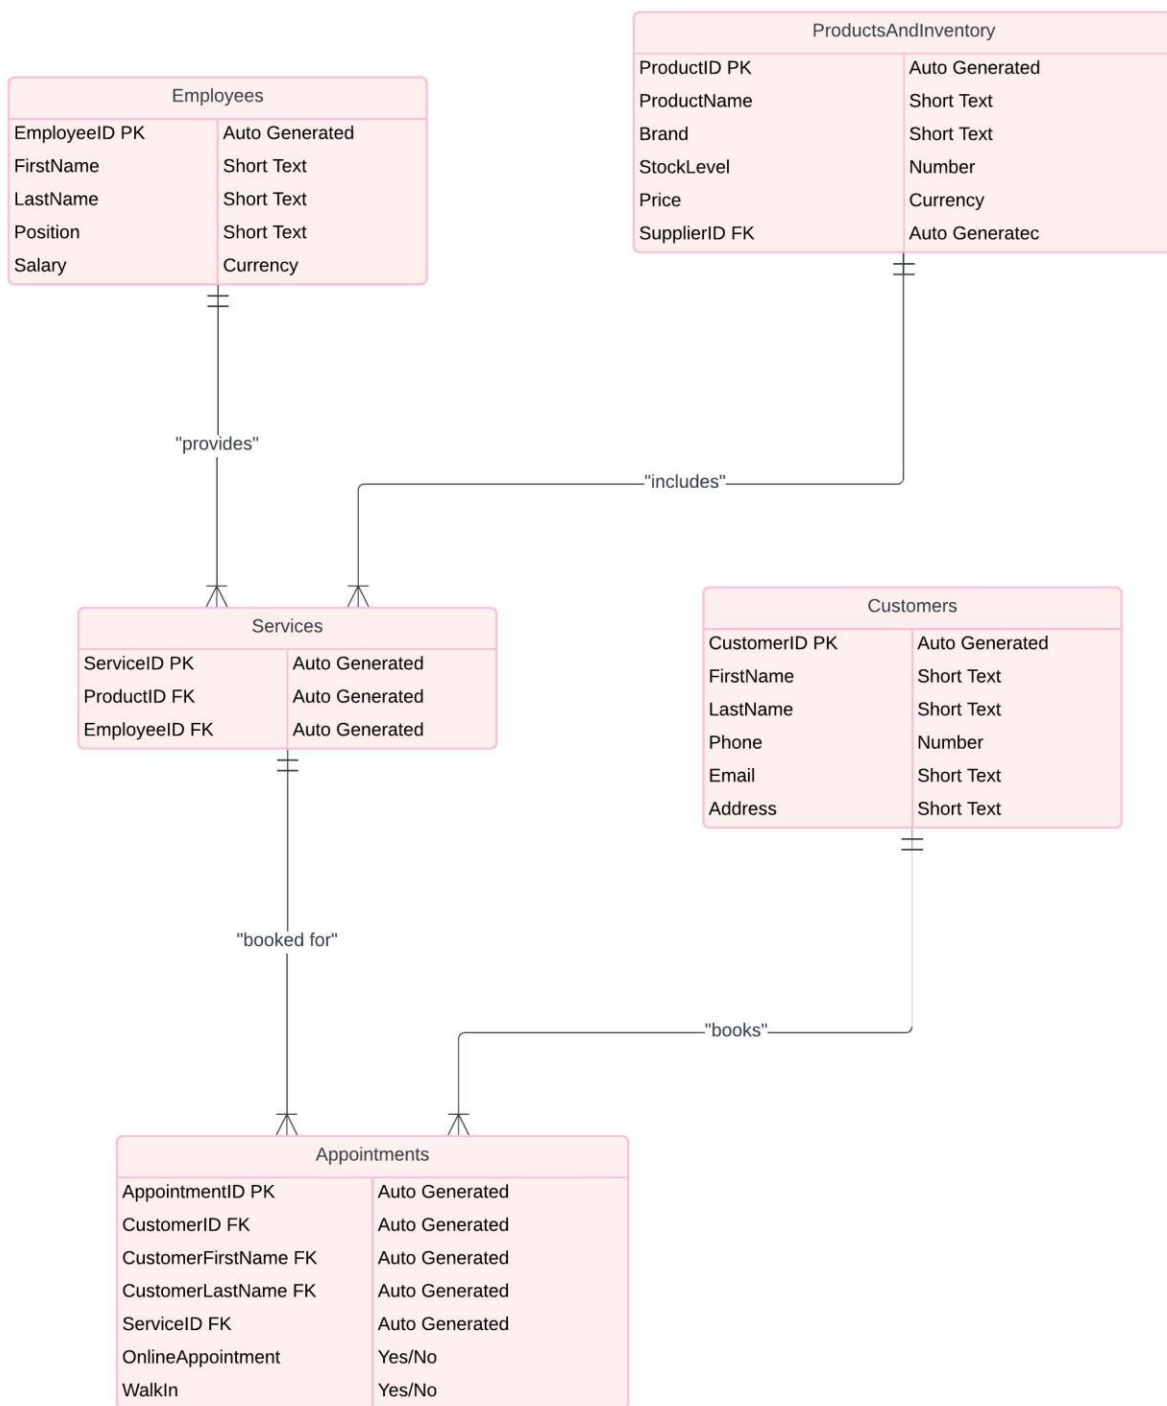 ProductsAndInventory
ProductID PK Auto Generated
ProductName Short Text
Brand Short Text
StockLevel Number
Price Currency
SupplierID FK Auto Generatec
Employees
EmployeeID PK Auto Generated
FirstName Short Text
LastName Short Text
Position Short Text
Salary Currency
"provides"
"includes"
Services
ServiceID PK Auto Generated
ProductID FK Auto Generated
EmployeeID FK Auto Generated
Customers
CustomerID PK Auto Generated
FirstName Short Text
LastName Short Text
Phone Number
Email Short Text
Address Short Text
"booked for"
"books"
Appointments
AppointmentID PK Auto Generated
CustomerID FK Auto Generated
CustomerFirstName FK Auto Generated
CustomerLastName FK Auto Generated
ServiceID FK Auto Generated
OnlineAppointment Yes/No
WalkIn Yes/No